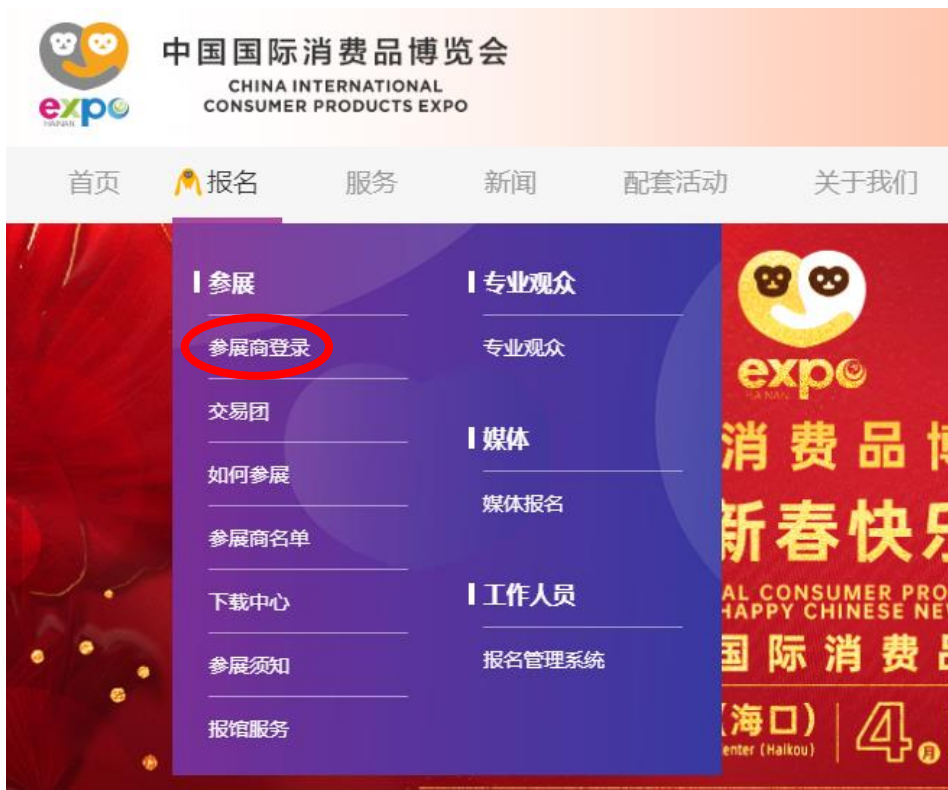 中国国际消费品博览会
CHINA INTERNATIONAL
CONSUMER PRODUCTS EXPO
expo
HAINAN
首页 报名 服务 新闻 配套活动 关于我们
参展
参展商登录
交易团
如何参展
参展商名单
下载中心
参展须知
报馆服务
专业观众
专业观众
媒体
媒体报名
工作人员
报名管理系统
expo
HAINAN
消费品博
新春快乐
AL CONSUMER PRO
HAPPY CHINESE NE
国际消费品
(海口) 4月
enter (Haikou)